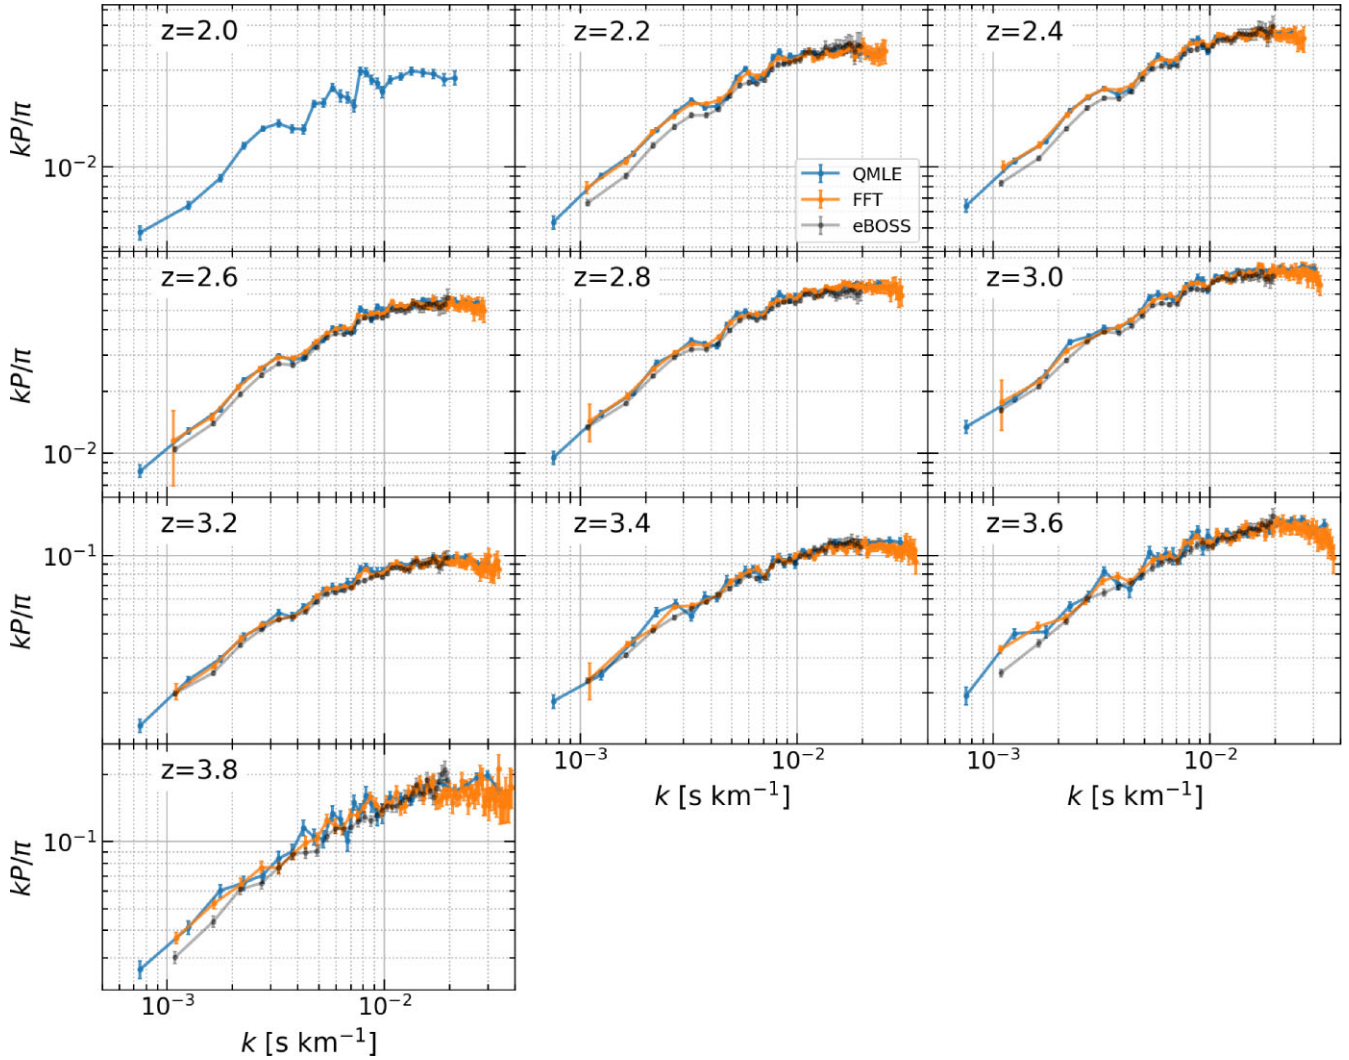 z=2.0
z=2.2
z=2.4
kP/π
10⁻²
QMLE
FFT
eBOSS
z=2.6
z=2.8
z=3.0
kP/π
10⁻²
z=3.2
z=3.4
z=3.6
kP/π
10⁻¹
10⁻³
10⁻²
10⁻³
10⁻²
k [s km⁻¹]
k [s km⁻¹]
z=3.8
kP/π
10⁻¹
10⁻³
10⁻²
k [s km⁻¹]